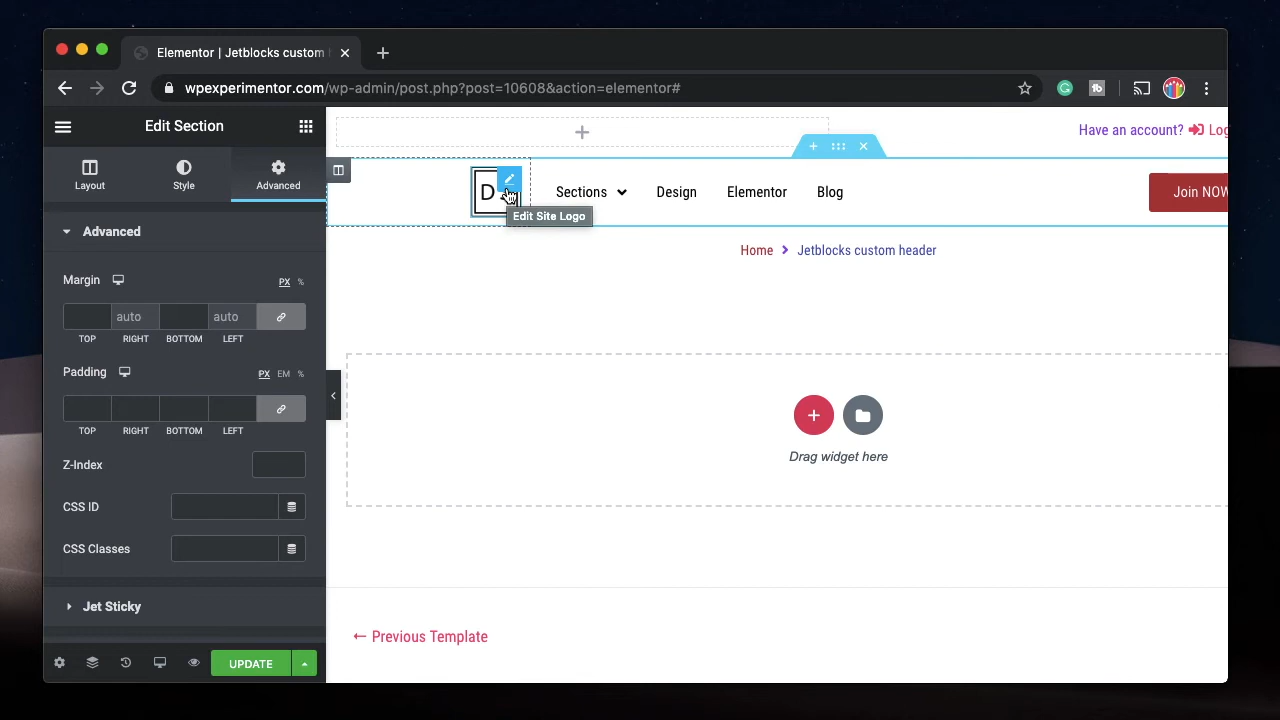 Elementor | Jetblocks custom
wpexperimentor.com/wp-admin/post.php?post=10608&action=elementor#
Edit Section
Layout
Style
Advanced
Advanced
Margin
PX %
auto auto
TOP RIGHT BOTTOM LEFT
Padding
PX EM %
TOP RIGHT BOTTOM LEFT
Z-Index
CSS ID
CSS Classes
Jet Sticky
UPDATE
Have an account? Log
D
Sections Design Elementor Blog
Join NOW
Edit Site Logo
Home Jetblocks custom header
Drag widget here
← Previous Template